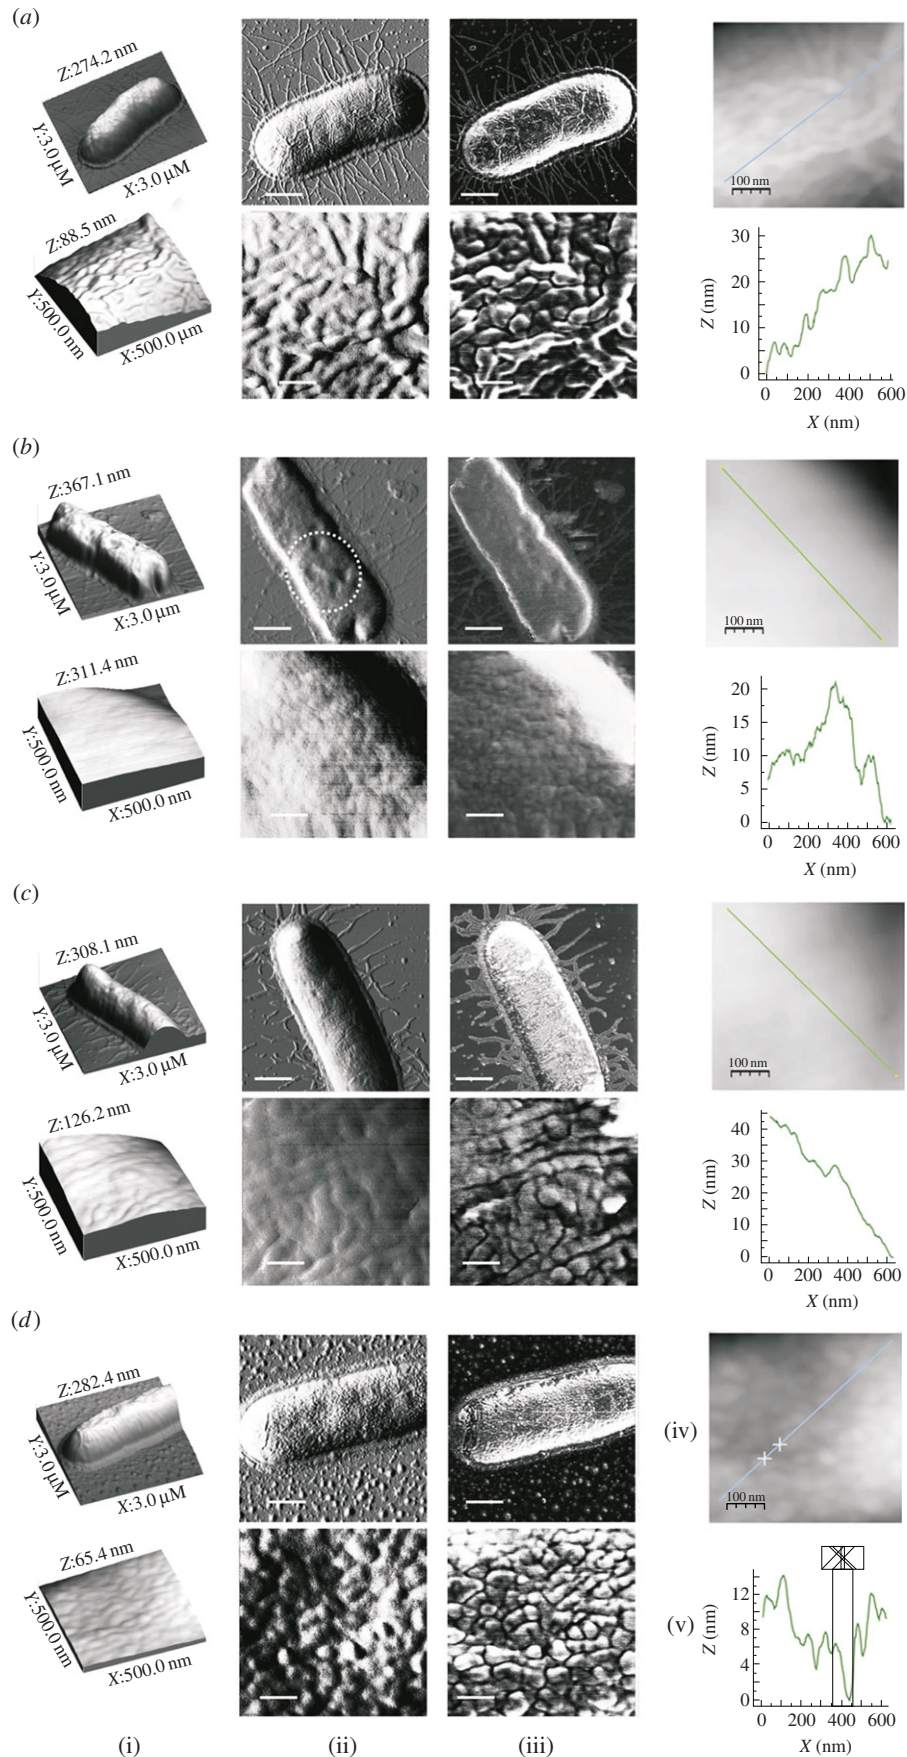 (a)
Z:274.2 nm
Y:3.0 μM
X:3.0 μM
100 nm
Z:88.5 nm
Y:500.0 nm
X:500.0 μm
30
20
10
0
Z (nm)
0 200 400 600
X (nm)
(b)
Z:367.1 nm
Y:3.0 μM
X:3.0 μm
100 nm
Z:311.4 nm
Y:500.0 nm
X:500.0 nm
20
15
10
5
0
Z (nm)
0 200 400 600
X (nm)
(c)
Z:308.1 nm
Y:3.0 μM
X:3.0 μM
100 nm
Z:126.2 nm
Y:500.0 nm
X:500.0 nm
40
30
20
40
0
Z (nm)
0 200 400 600
X (nm)
(d)
Z:282.4 nm
Y:3.0 μM
X:3.0 μM
(iv)
100 nm
Z:65.4 nm
Y:500.0 nm
X:500.0 nm
(v)
12
8
4
0
Z (nm)
0 200 400 600
X (nm)
(i) (ii) (iii)